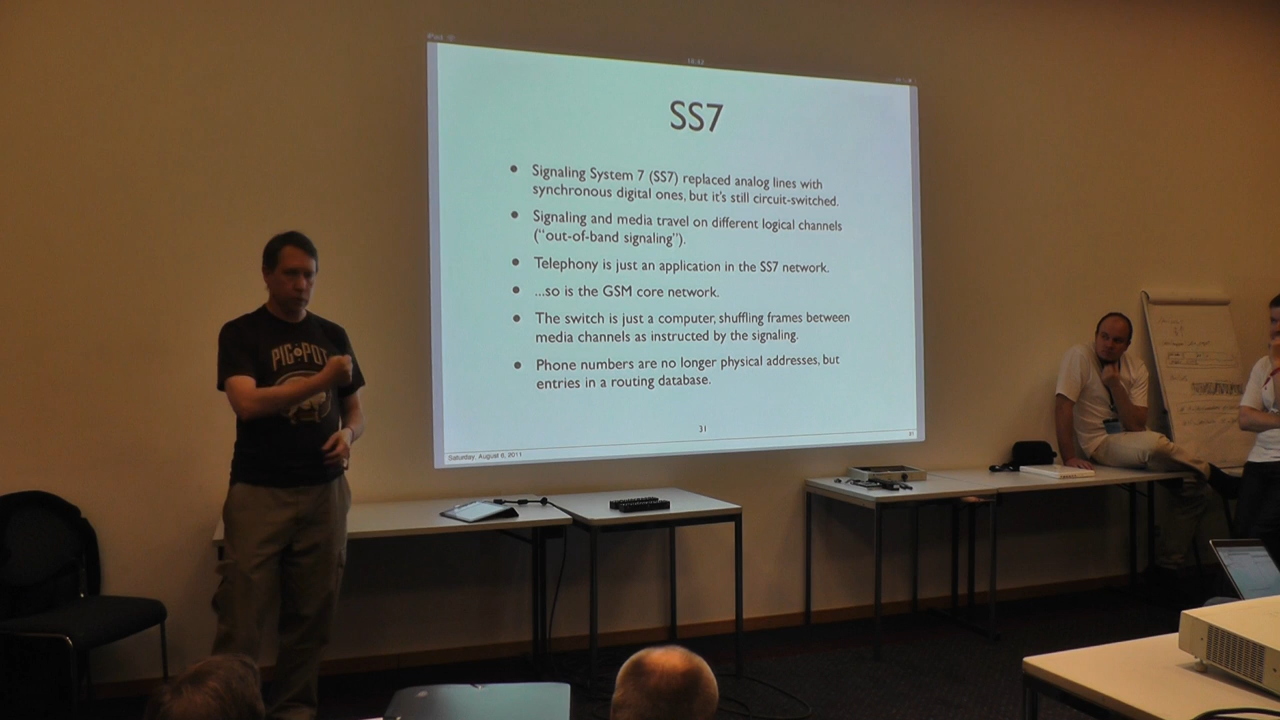 iPad
14:42
SS7
Signaling System 7 (SS7) replaced analog lines with
synchronous digital ones, but it's still circuit-switched.
Signaling and media travel on different logical channels
("out-of-band signaling").
Telephony is just an application in the SS7 network.
...so is the GSM core network.
The switch is just a computer, shuffling frames between
media channels as instructed by the signaling.
Phone numbers are no longer physical addresses, but
entries in a routing database.
31
Saturday, August 6, 2011
31
PIG POT